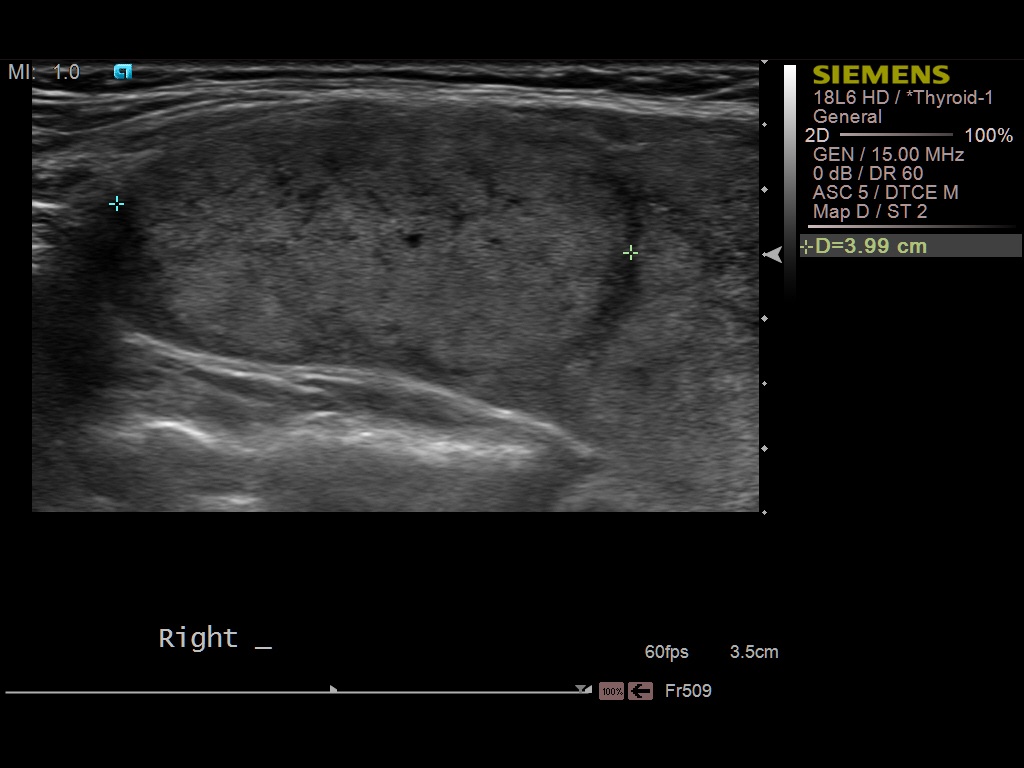 MI: 1.0
SIEMENS
18L6 HD / *Thyroid-1
General
2D 100%
GEN / 15.00 MHz
0 dB / DR 60
ASC 5 / DTCE M
Map D / ST 2
D=3.99 cm
Right _
60fps 3.5cm
100% Fr509